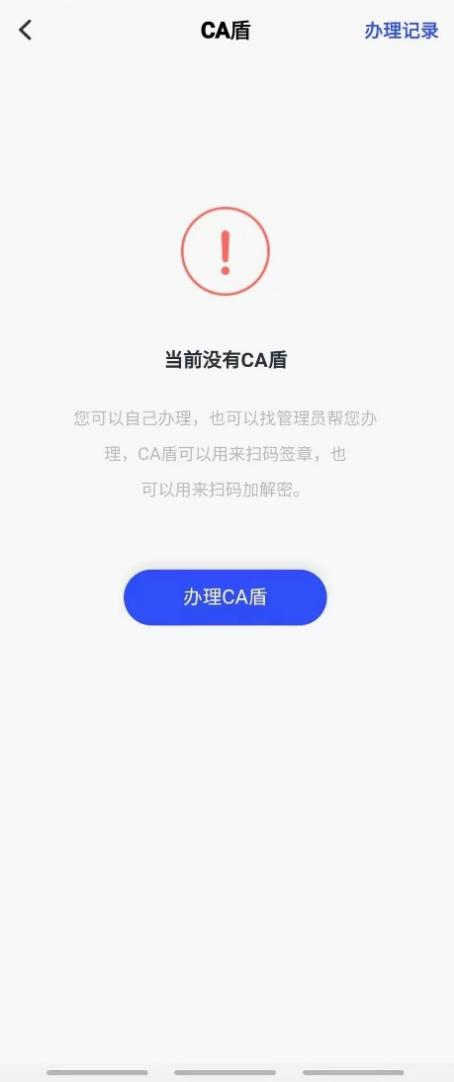 CA盾
办理记录
当前没有CA盾
您可以自己办理，也可以找管理员帮您办
理，CA盾可以用来扫码签章，也
可以用来扫码加解密。
办理CA盾